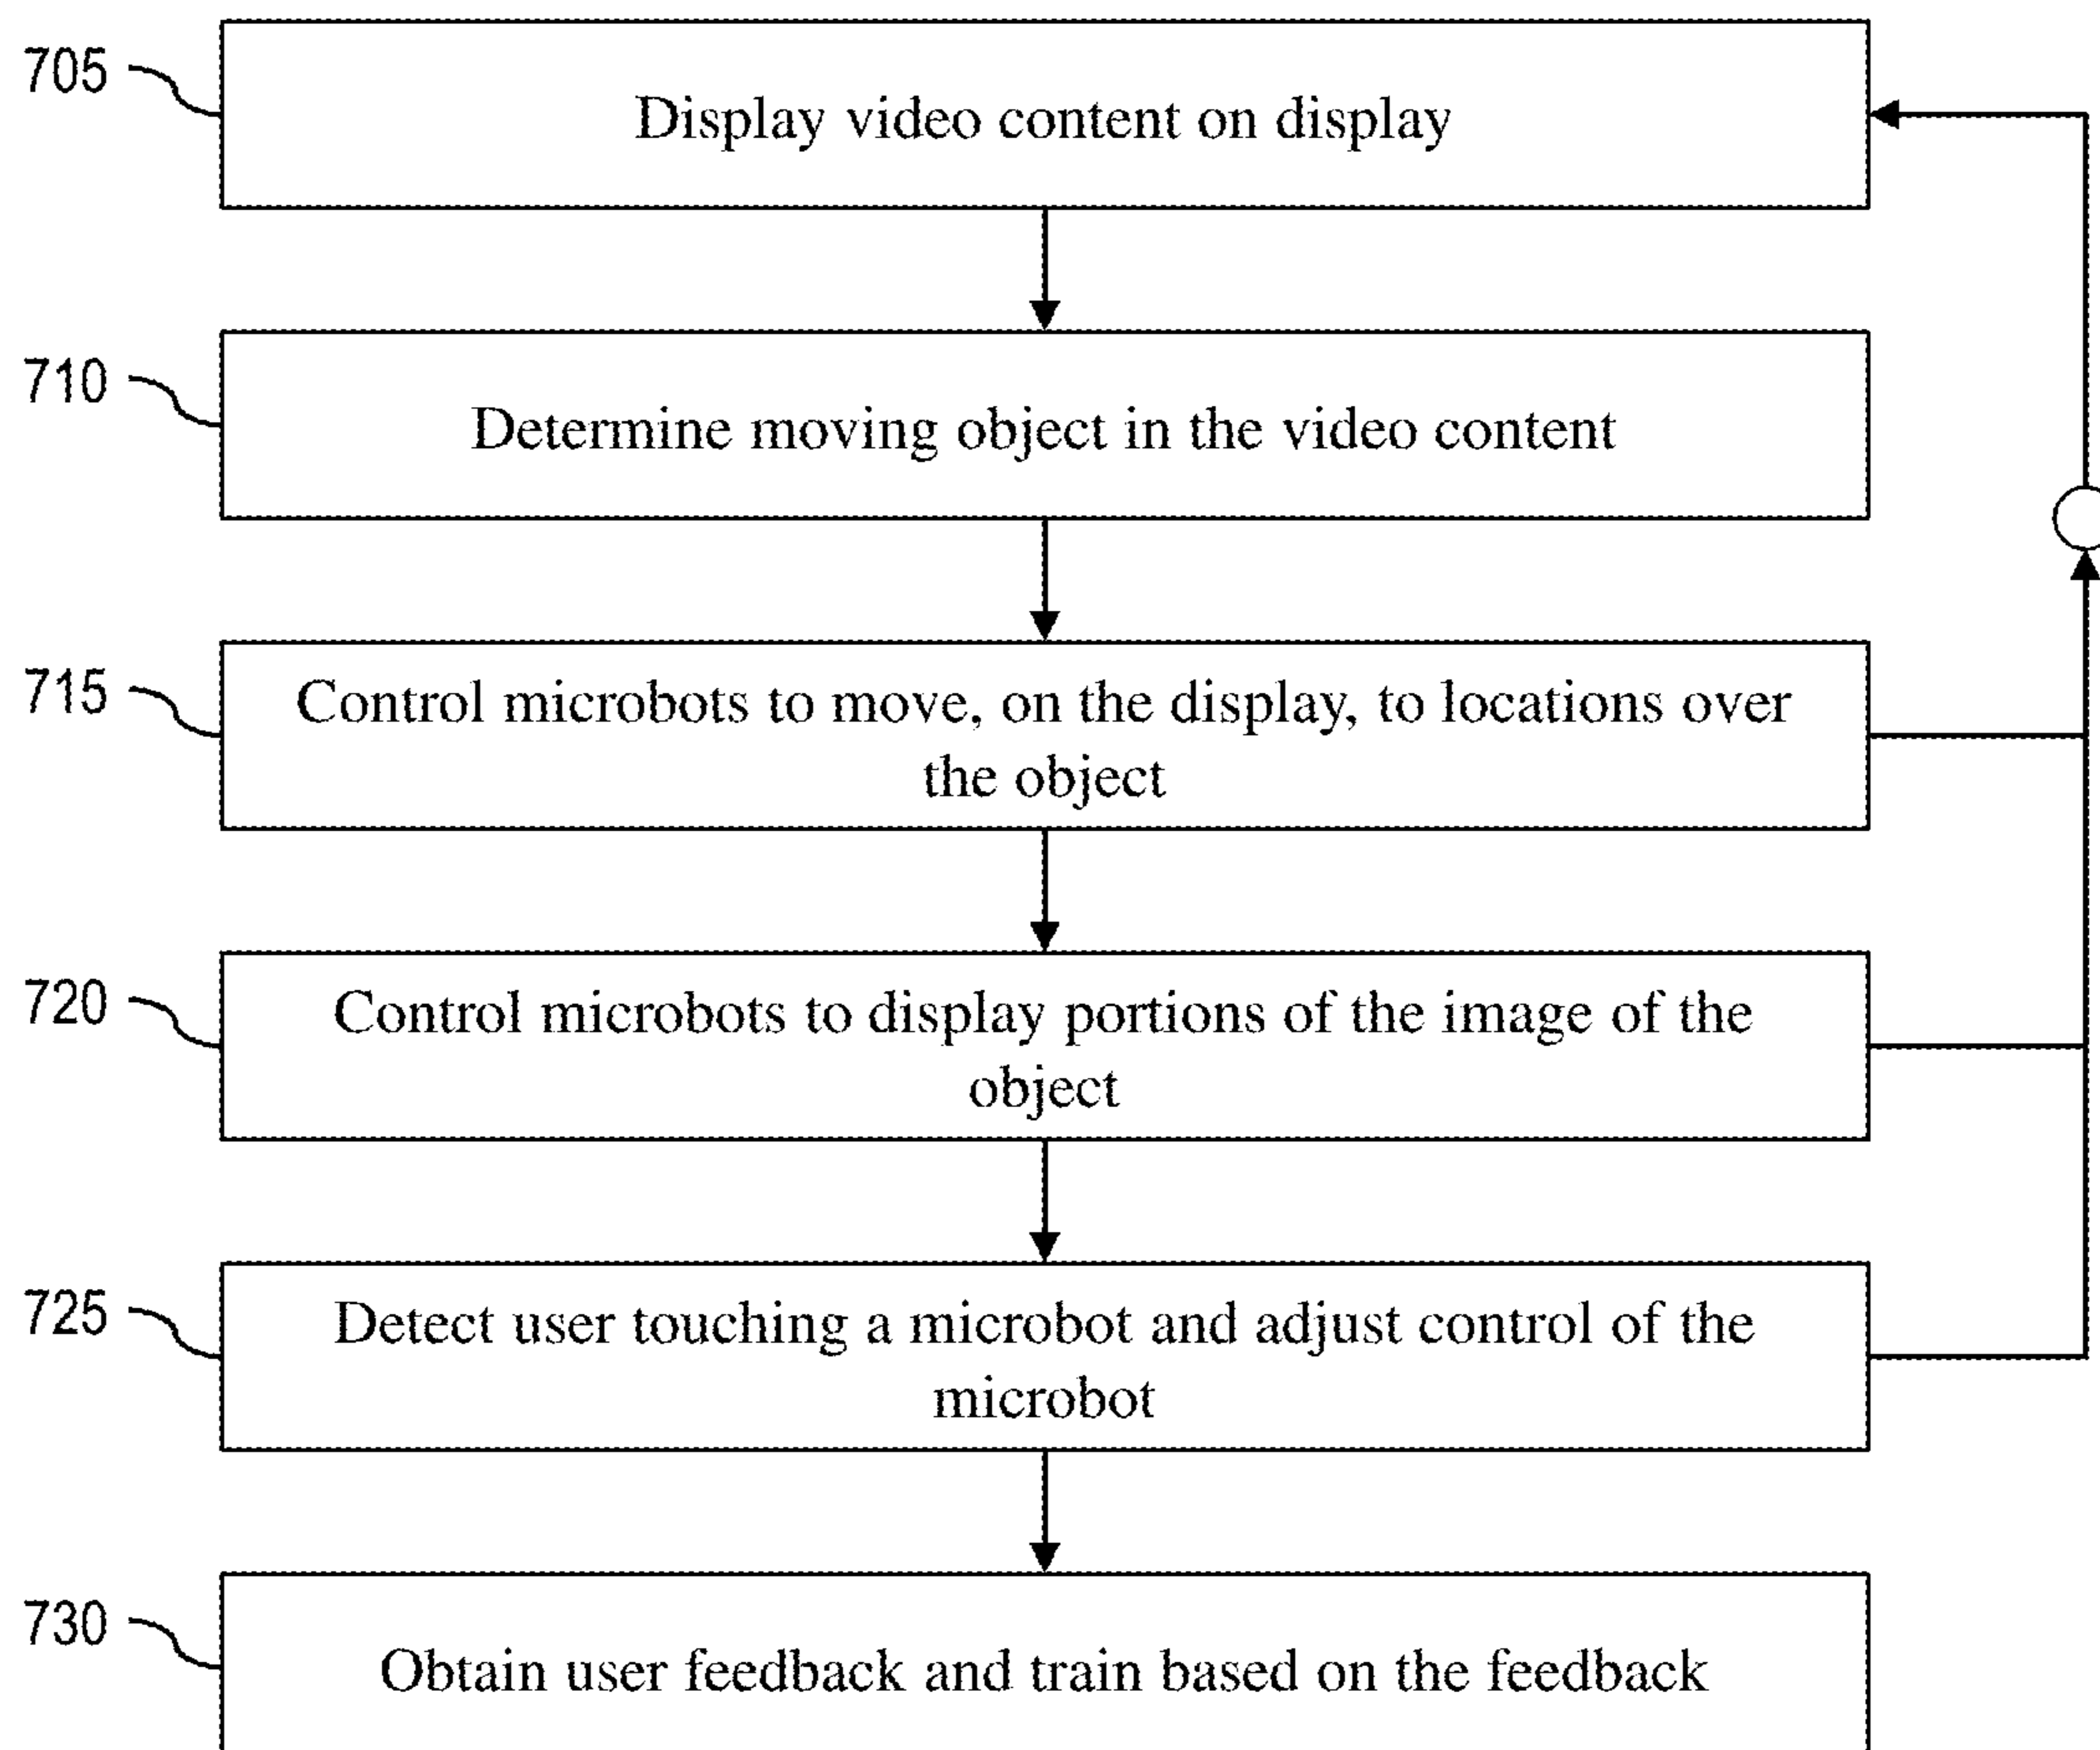 705
Display video content on display
710
Determine moving object in the video content
715
Control microbots to move, on the display, to locations over
the object
720
Control microbots to display portions of the image of the
object
725
Detect user touching a microbot and adjust control of the
microbot
730
Obtain user feedback and train based on the feedback